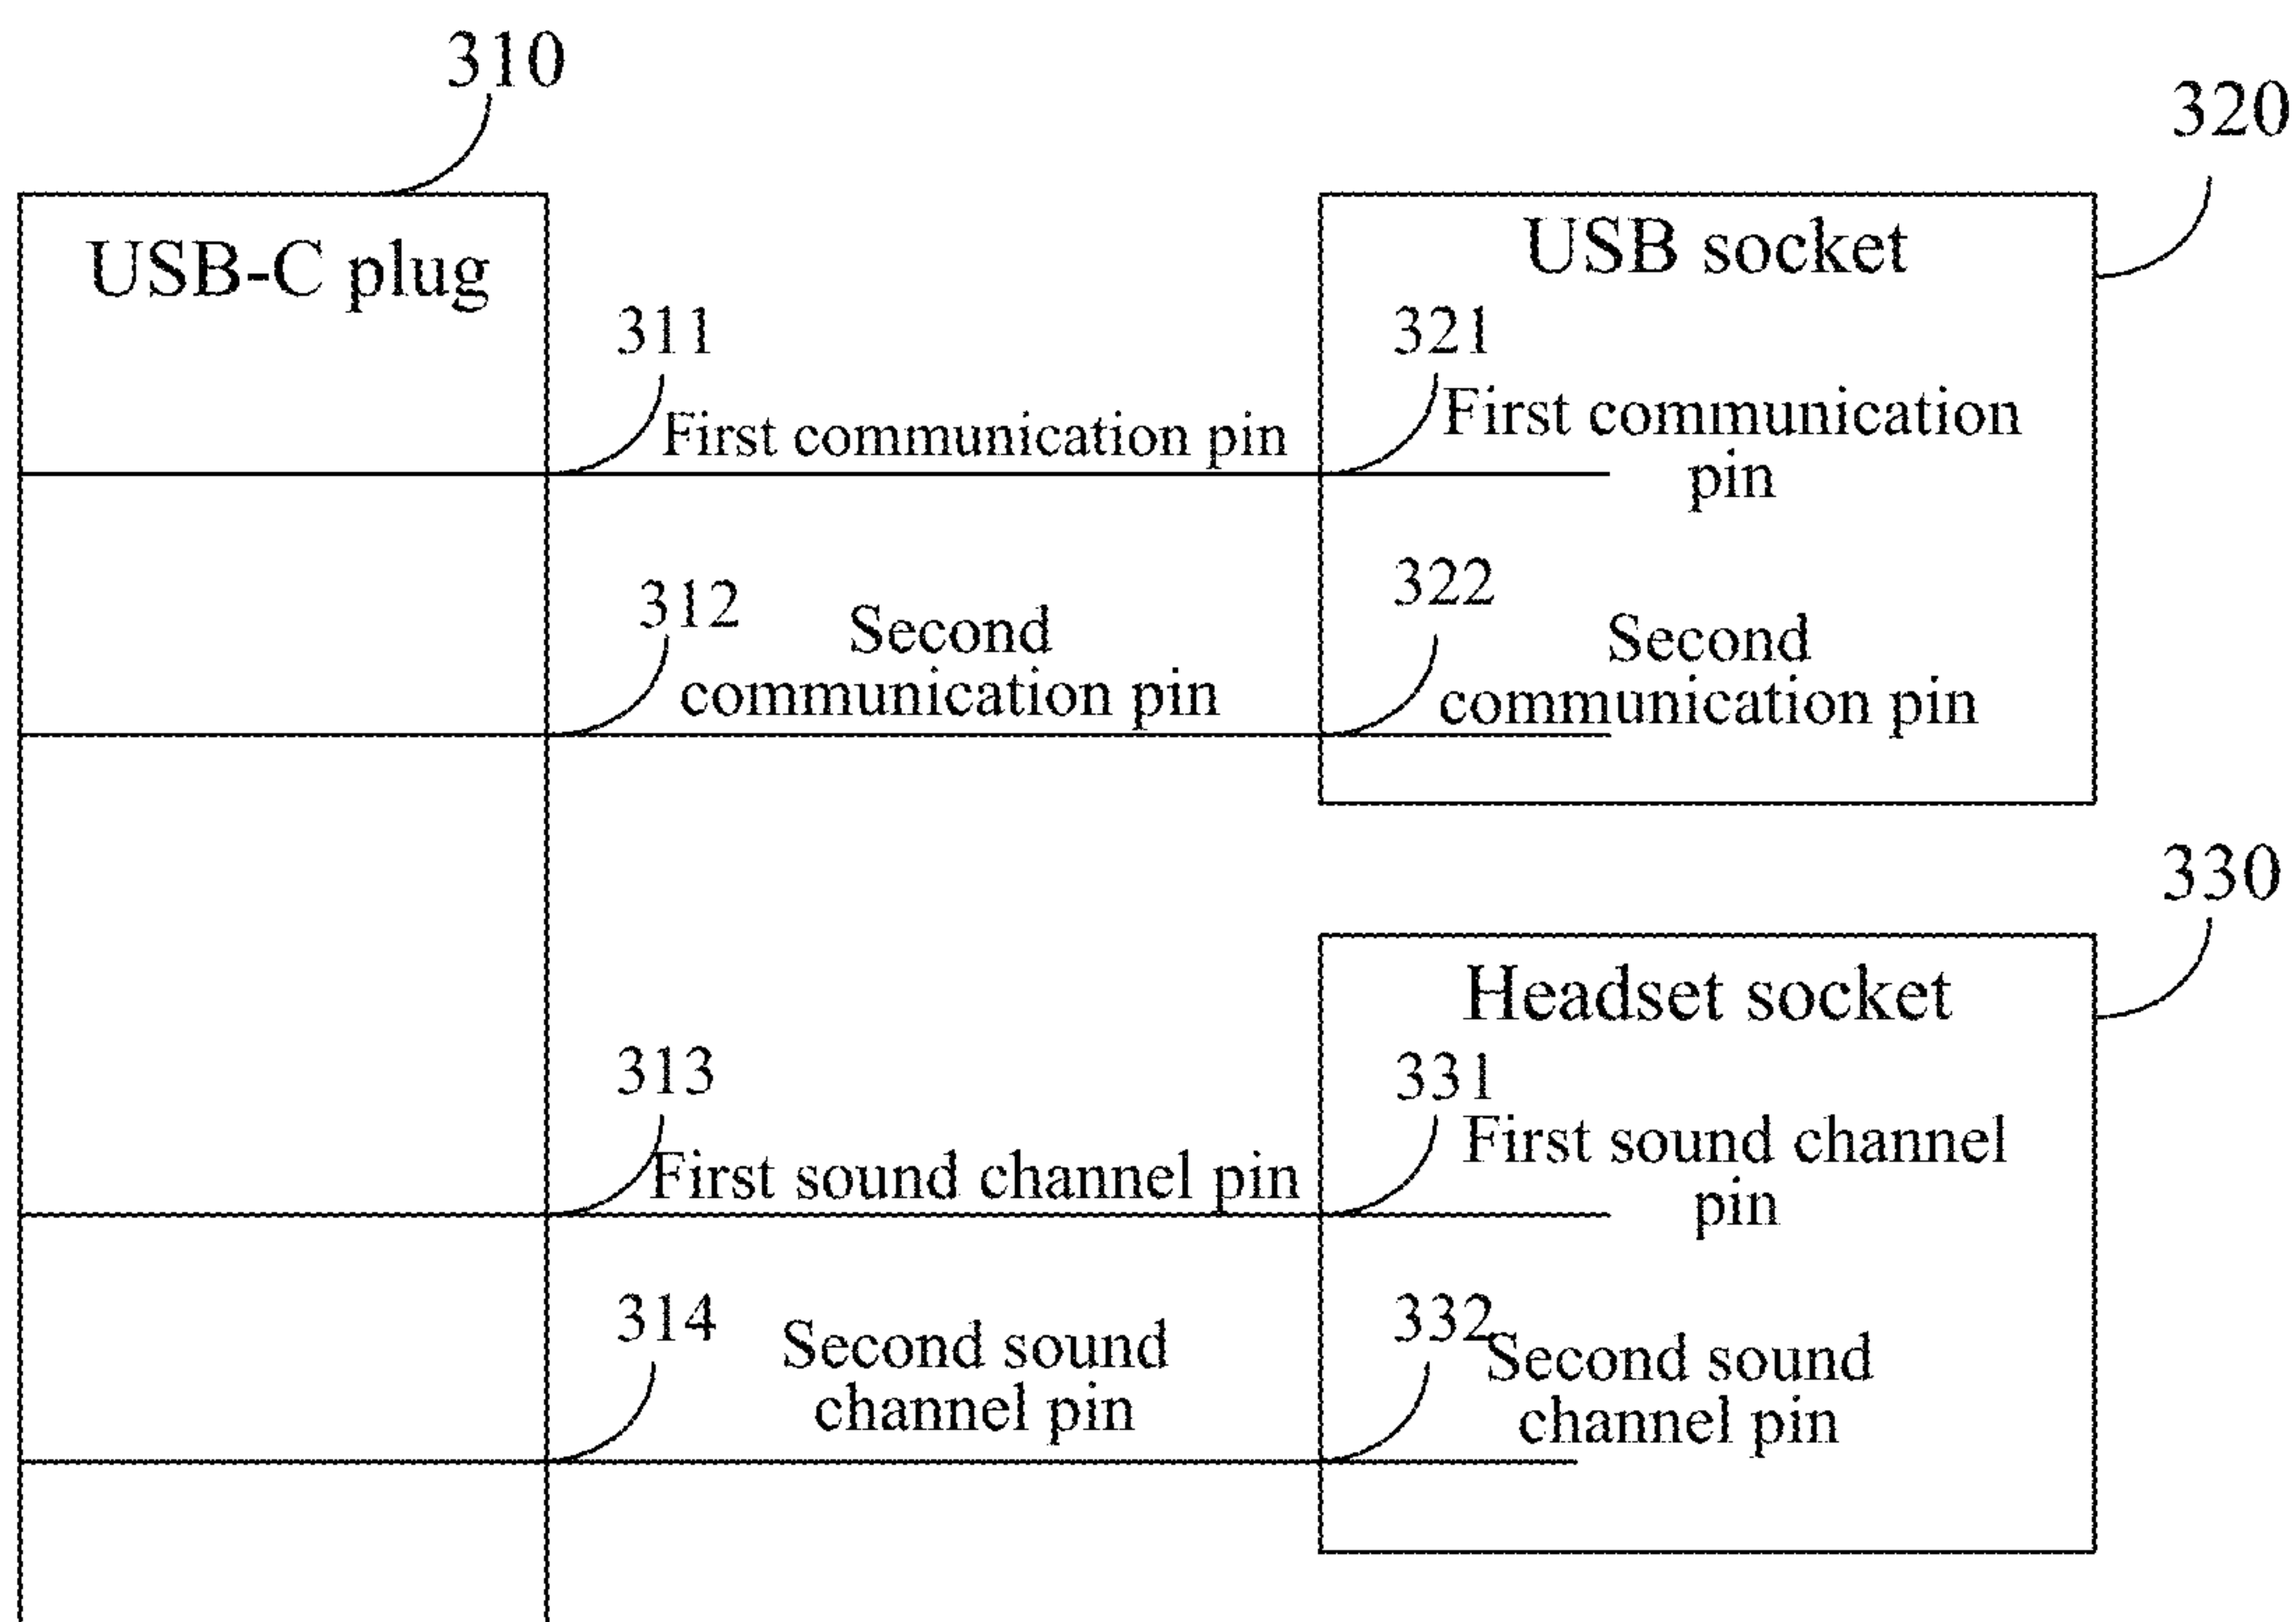 310
320
USB-C plug
USB socket
311
321
First communication pin
First communication
pin
312
Second
communication pin
322
Second
communication pin
330
Headset socket
313
331
First sound channel pin
First sound channel
pin
314
Second sound
channel pin
332
Second sound
channel pin